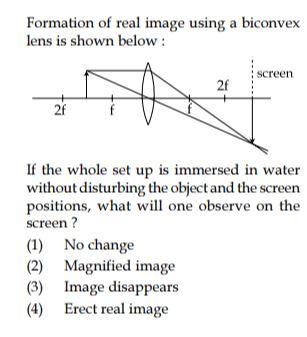 Formation of real image using a biconvex
lens is shown below :
screen
2f
2f f f
If the whole set up is immersed in water
without disturbing the object and the screen
positions, what will one observe on the
screen ?
(1) No change
(2) Magnified image
(3) Image disappears
(4) Erect real image